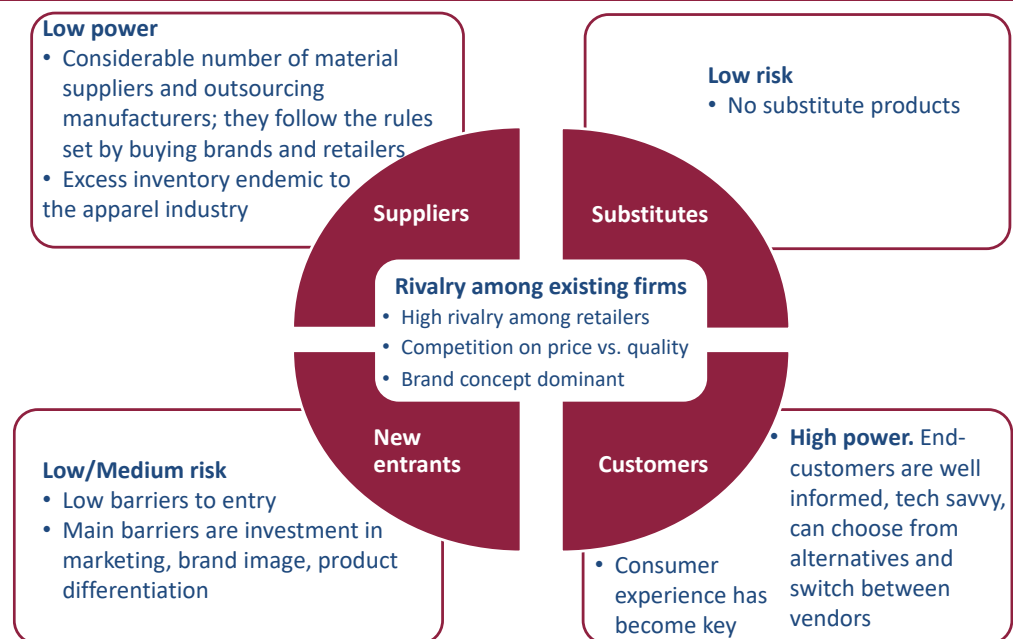 Low power
• Considerable number of material
suppliers and outsourcing
manufacturers; they follow the rules
set by buying brands and retailers
• Excess inventory endemic to
the apparel industry
Low risk
• No substitute products
Suppliers
Substitutes
Rivalry among existing firms
• High rivalry among retailers
• Competition on price vs. quality
• Brand concept dominant
New
entrants
Customers
Low/Medium risk
• Low barriers to entry
• Main barriers are investment in
marketing, brand image, product
differentiation
• High power. End-
customers are well
informed, tech savvy,
can choose from
alternatives and
switch between
vendors
• Consumer
experience has
become key